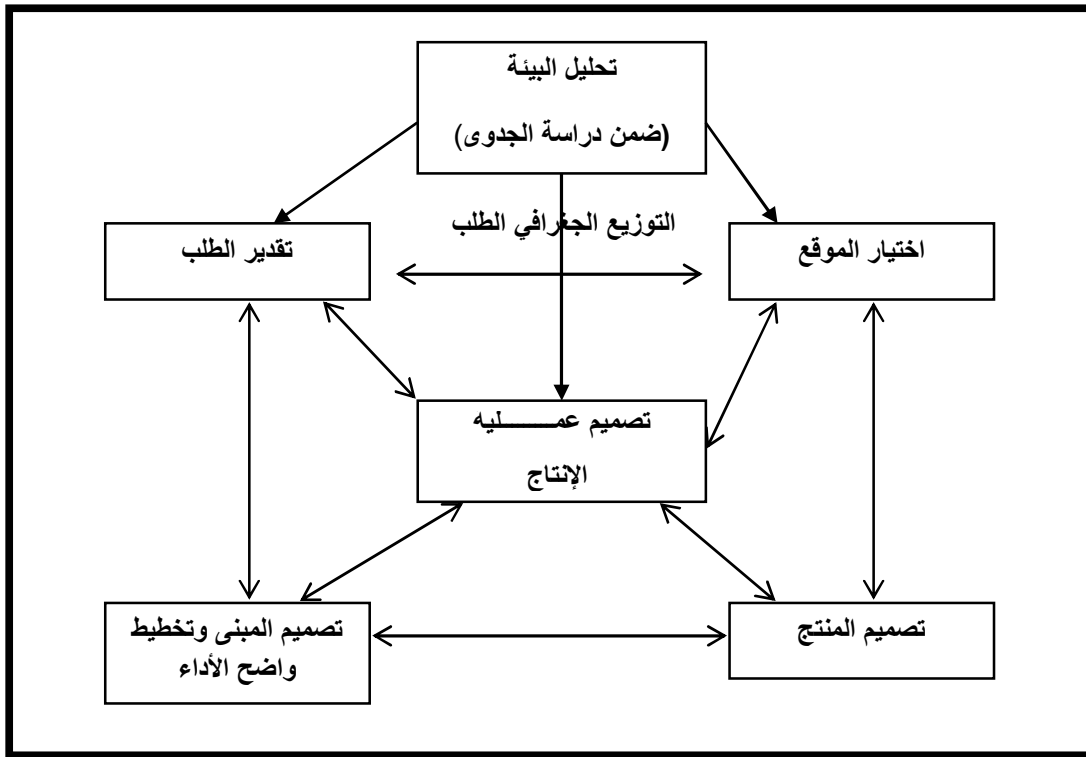 تحليل البيئة
(ضمن دراسة الجدوى)
التوزيع الجغرافي الطلب
اختيار الموقع
تقدير الطلب
تصميم عمـــــــــليه
الإنتاج
تصميم المنتج
تصميم المبنى وتخطيط
واضح الأداء